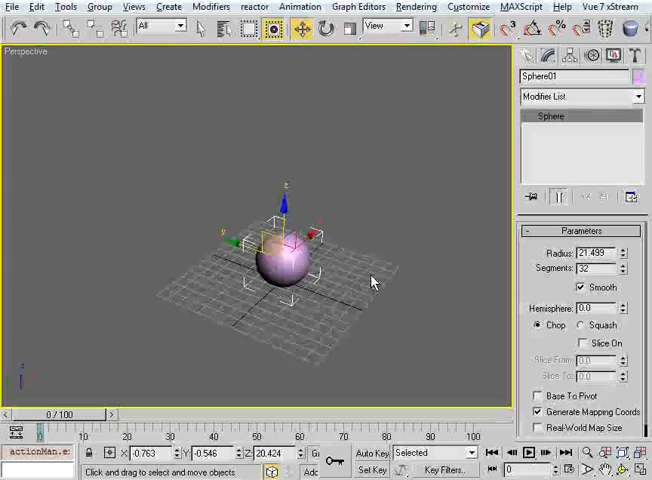 File Edit Tools Group Views Create Modifiers reactor Animation Graph Editors Rendering Customize MAXScript Help Vue 7 xStream
All View
Perspective
Sphere01
Modifier List
Sphere
- Parameters
Radius: 21.499
Segments: 32
Smooth
Hemisphere: 0.0
Chop Squash
Slice On
Slice From: 0.0
Slice To: 0.0
Base To Pivot
Generate Mapping Coords
Real-World Map Size
z
y
< 0 / 100 >
0 10 20 30 40 50 60 70 80 90 100
actionMan.e: X: -0.763 Y: -0.546 Z: 20.424 Auto Key Selected
Click and drag to select and move objects Set Key Key Filters... 0